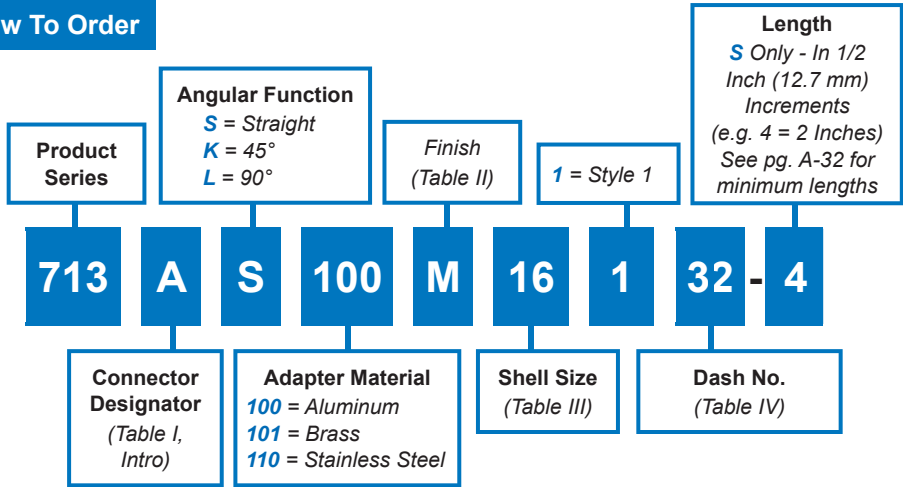 w To Order
Product
Series
Angular Function
S = Straight
K = 45°
L = 90°
Finish
(Table II)
1 = Style 1
Length
S Only - In 1/2
Inch (12.7 mm)
Increments
(e.g. 4 = 2 Inches)
See pg. A-32 for
minimum lengths
713 A S 100 M 16 1 32 - 4
Connector
Designator
(Table I,
Intro)
Adapter Material
100 = Aluminum
101 = Brass
110 = Stainless Steel
Shell Size
(Table III)
Dash No.
(Table IV)